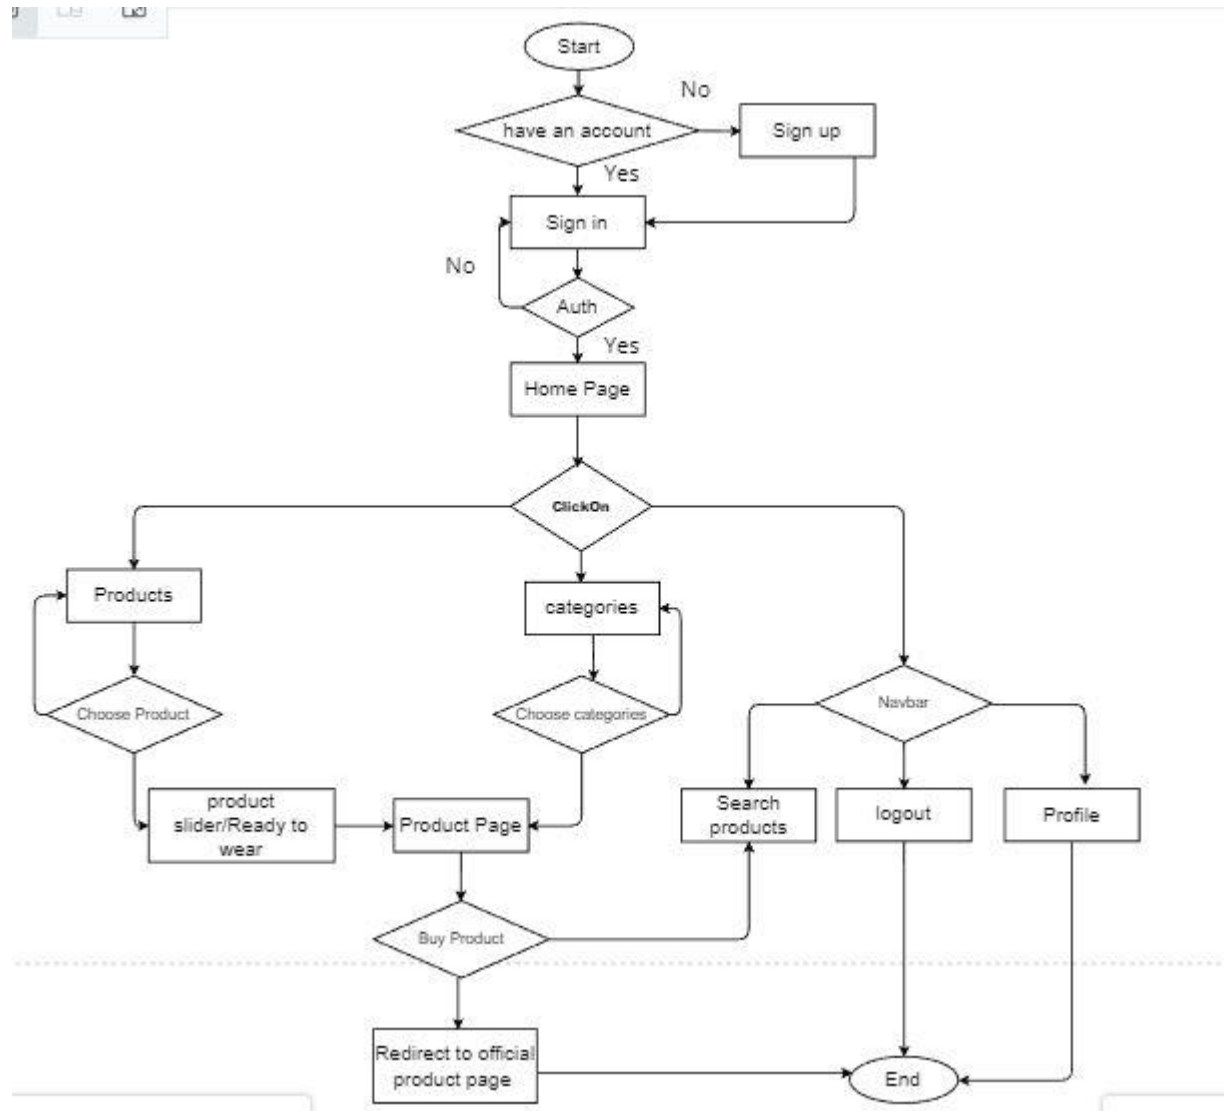 Start
No
have an account
Sign up
Yes
Sign in
No
Auth
Yes
Home Page
ClickOn
Products
categories
Choose Product
Choose categories
Navbar
product
slider/Ready to
wear
Product Page
Search
products
logout
Profile
Buy Product
Redirect to official
product page
End